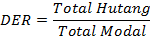 DER = Total Hutang / Total Modal